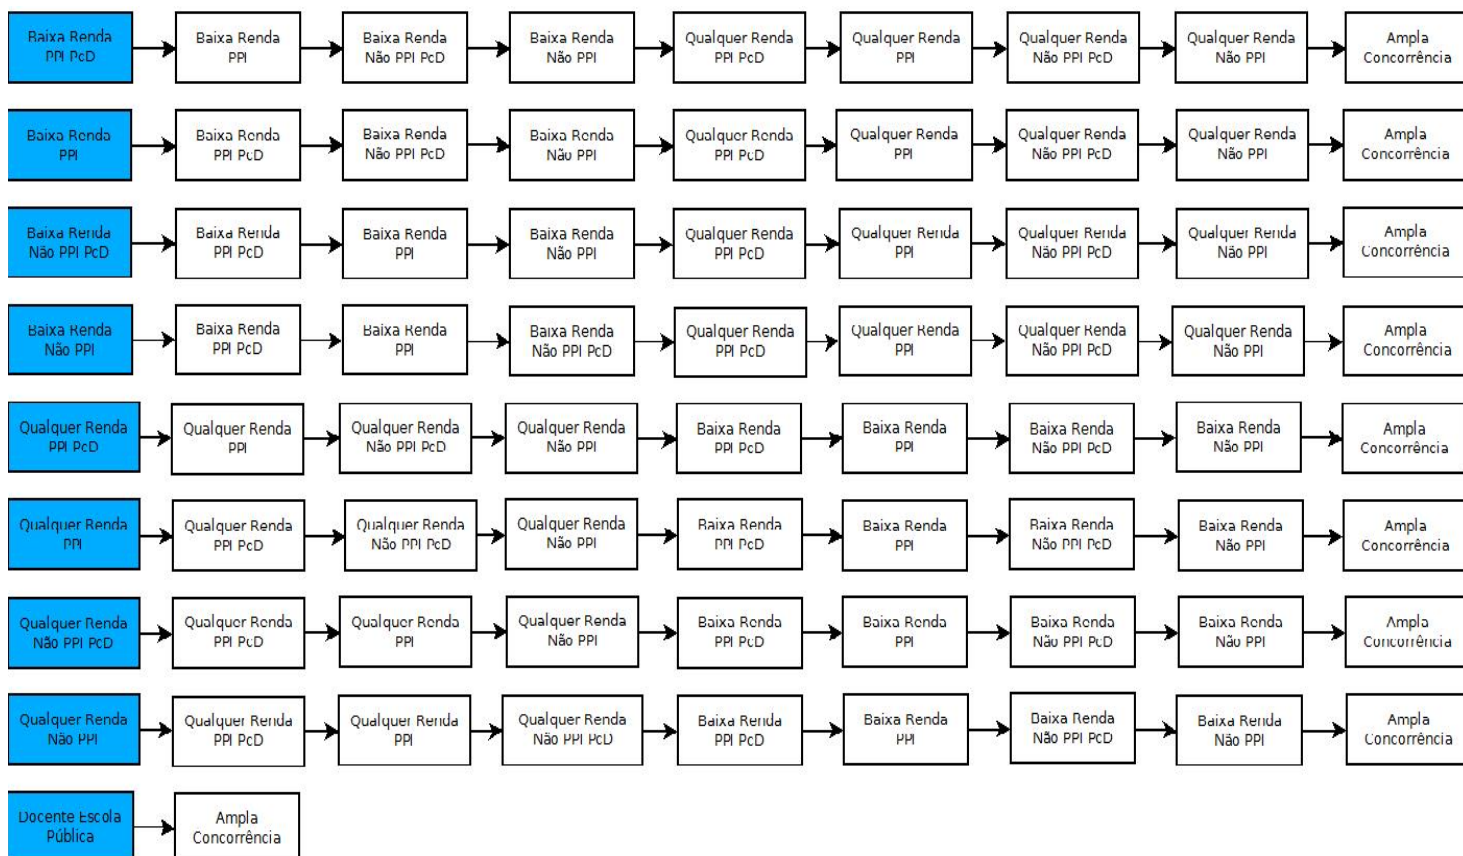 Baixa Renda
PPI PcD
Baixa Renda
PPI
Baixa Renda
Não PPI PcD
Baixa Renda
Não PPI
Qualquer Renda
PPI PcD
Qualquer Renda
PPI
Qualquer Renda
Não PPI PcD
Qualquer Renda
Não PPI
Ampla
Concorrência
Baixa Renda
PPI
Baixa Renda
PPI PcD
Baixa Renda
Não PPI PcD
Baixa Renda
Não PPI
Qualquer Renda
PPI PcD
Qualquer Renda
PPI
Qualquer Renda
Não PPI PcD
Qualquer Renda
Não PPI
Ampla
Concorrência
Baixa Renda
Não PPI PcD
Baixa Renda
PPI PcD
Baixa Renda
PPI
Baixa Renda
Não PPI
Qualquer Renda
PPI PcD
Qualquer Renda
PPI
Qualquer Renda
Não PPI PcD
Qualquer Renda
Não PPI
Ampla
Concorrência
Baixa Renda
Não PPI
Baixa Renda
PPI PcD
Baixa Renda
PPI
Baixa Renda
Não PPI PcD
Qualquer Renda
PPI PcD
Qualquer Renda
PPI
Qualquer Renda
Não PPI PcD
Qualquer Renda
Não PPI
Ampla
Concorrência
Qualquer Renda
PPI PcD
Qualquer Renda
PPI
Qualquer Renda
Não PPI PcD
Qualquer Renda
Não PPI
Baixa Renda
PPI PcD
Baixa Renda
PPI
Baixa Renda
Não PPI PcD
Baixa Renda
Não PPI
Ampla
Concorrência
Qualquer Renda
PPI
Qualquer Renda
PPI PcD
Qualquer Renda
Não PPI PcD
Qualquer Renda
Não PPI
Baixa Renda
PPI PcD
Baixa Renda
PPI
Baixa Renda
Não PPI PcD
Baixa Renda
Não PPI
Ampla
Concorrência
Qualquer Renda
Não PPI PcD
Qualquer Renda
PPI PcD
Qualquer Renda
PPI
Qualquer Renda
Não PPI
Baixa Renda
PPI PcD
Baixa Renda
PPI
Baixa Renda
Não PPI PcD
Baixa Renda
Não PPI
Ampla
Concorrência
Qualquer Renda
Não PPI
Qualquer Renda
PPI PcD
Qualquer Renda
PPI
Qualquer Renda
Não PPI PcD
Baixa Renda
PPI PcD
Baixa Renda
PPI
Baixa Renda
Não PPI PcD
Baixa Renda
Não PPI
Ampla
Concorrência
Docente Escola
Pública
Ampla
Concorrência